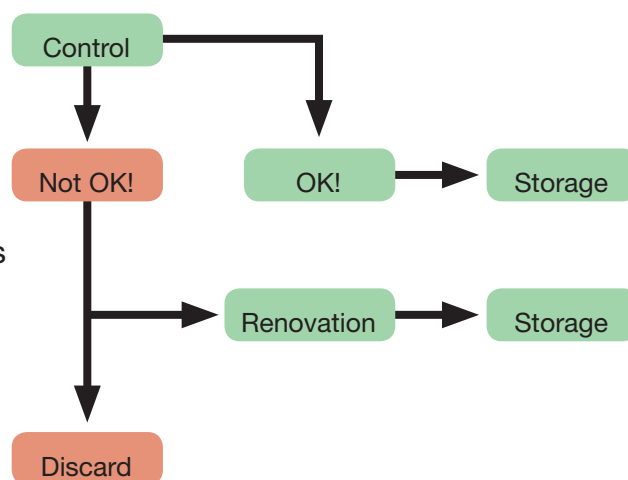 Control
Not OK!
OK!
Storage
s
Renovation
Storage
Discard